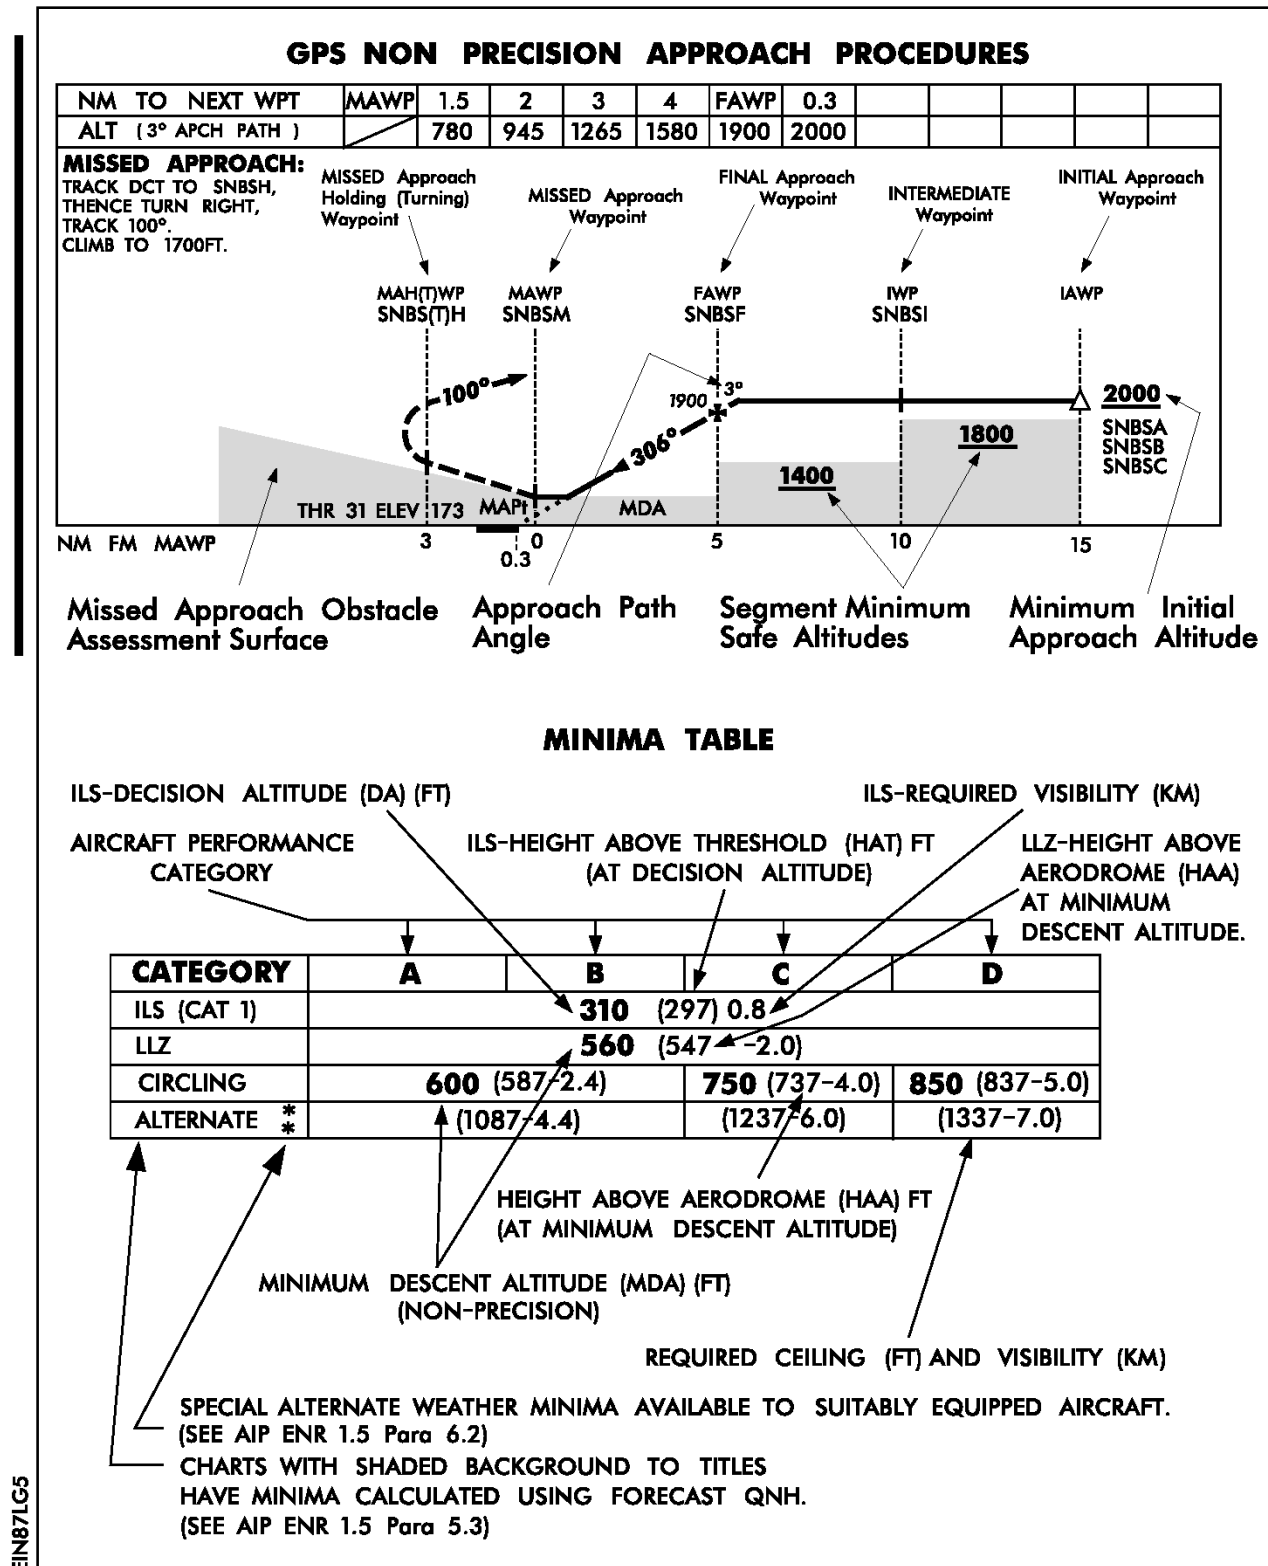 GPS NON PRECISION APPROACH PROCEDURES
NM TO NEXT WPT MAWP 1.5 2 3 4 FAWP 0.3
ALT (3° APCH PATH) 780 945 1265 1580 1900 2000
MISSED APPROACH:
TRACK DCT TO SNBSH,
THENCE TURN RIGHT,
TRACK 100°.
CLIMB TO 1700FT.
MISSED Approach
Holding (Turning)
Waypoint
MISSED Approach
Waypoint
FINAL Approach
Waypoint
INTERMEDIATE
Waypoint
INITIAL Approach
Waypoint
MAH(T)WP
SNBS(T)H
MAWP
SNBSM
FAWP
SNBSF
IWP
SNBSI
IAWP
100°
306°
1900
3°
2000
SNBSA
SNBSB
SNBSC
1800
1400
THR 31 ELEV 173
MAPt
MDA
NM FM MAWP 3 0 5 10 15
0.3
Missed Approach Obstacle
Assessment Surface
Approach Path
Angle
Segment Minimum
Safe Altitudes
Minimum Initial
Approach Altitude
MINIMA TABLE
ILS-DECISION ALTITUDE (DA) (FT)
ILS-REQUIRED VISIBILITY (KM)
AIRCRAFT PERFORMANCE
CATEGORY
ILS-HEIGHT ABOVE THRESHOLD (HAT) FT
(AT DECISION ALTITUDE)
LLZ-HEIGHT ABOVE
AERODROME (HAA)
AT MINIMUM
DESCENT ALTITUDE.
CATEGORY A B C D
ILS (CAT 1) 310 (297) 0.8
LLZ 560 (547 -2.0)
CIRCLING 600 (587-2.4) 750 (737-4.0) 850 (837-5.0)
ALTERNATE ** (1087-4.4) (1237-6.0) (1337-7.0)
HEIGHT ABOVE AERODROME (HAA) FT
(AT MINIMUM DESCENT ALTITUDE)
MINIMUM DESCENT ALTITUDE (MDA) (FT)
(NON-PRECISION)
REQUIRED CEILING (FT) AND VISIBILITY (KM)
SPECIAL ALTERNATE WEATHER MINIMA AVAILABLE TO SUITABLY EQUIPPED AIRCRAFT.
(SEE AIP ENR 1.5 Para 6.2)
CHARTS WITH SHADED BACKGROUND TO TITLES
HAVE MINIMA CALCULATED USING FORECAST QNH.
(SEE AIP ENR 1.5 Para 5.3)
EIN87LG5